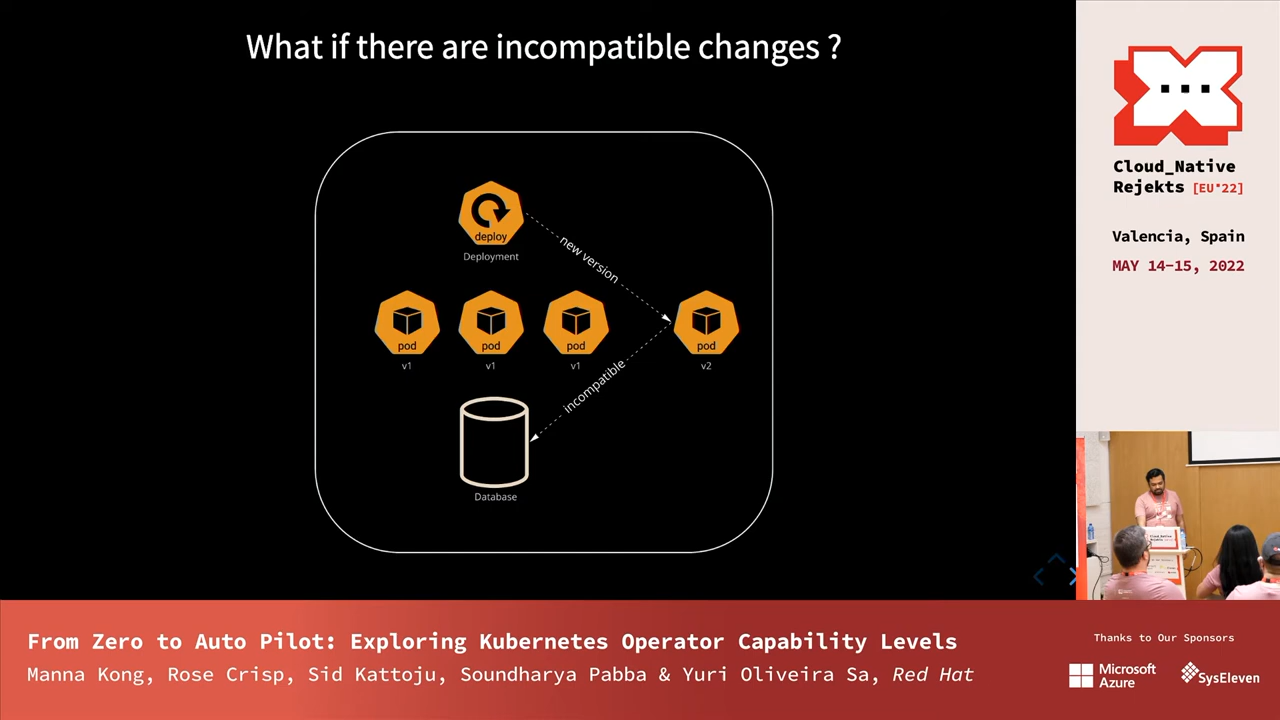 What if there are incompatible changes ?
deploy
Deployment
new version
pod
pod
pod
pod
v1
v1
v1
v2
incompatible
Database
Cloud_Native
Rejekts [EU*22]
Valencia, Spain
MAY 14-15, 2022
From Zero to Auto Pilot: Exploring Kubernetes Operator Capability Levels
Manna Kong, Rose Crisp, Sid Kattoju, Soundharya Pabba & Yuri Oliveira Sa, Red Hat
Thanks to Our Sponsors
Microsoft
Azure
SysEleven